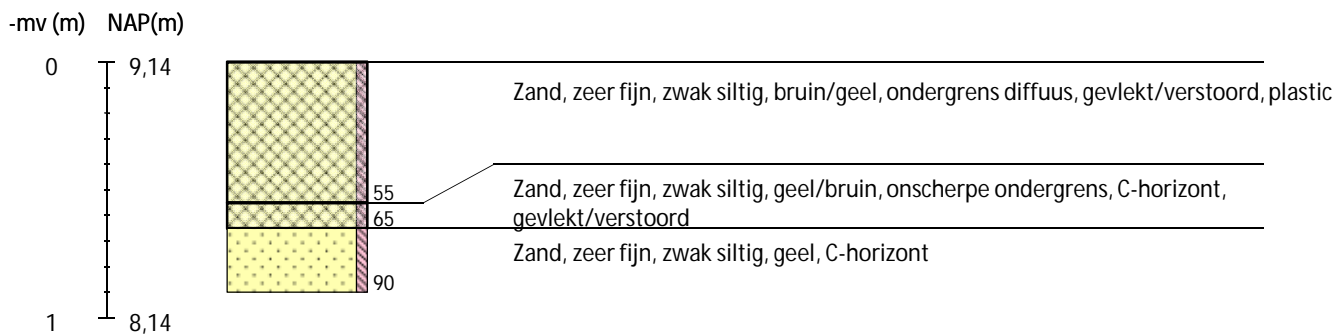 -mv (m) NAP(m)
0 9,14
Zand, zeer fijn, zwak siltig, bruin/geel, ondergrens diffuus, gevlekt/verstoord, plastic
55
Zand, zeer fijn, zwak siltig, geel/bruin, onscherpe ondergrens, C-horizont,
gevlekt/verstoord
65
Zand, zeer fijn, zwak siltig, geel, C-horizont
90
1 8,14